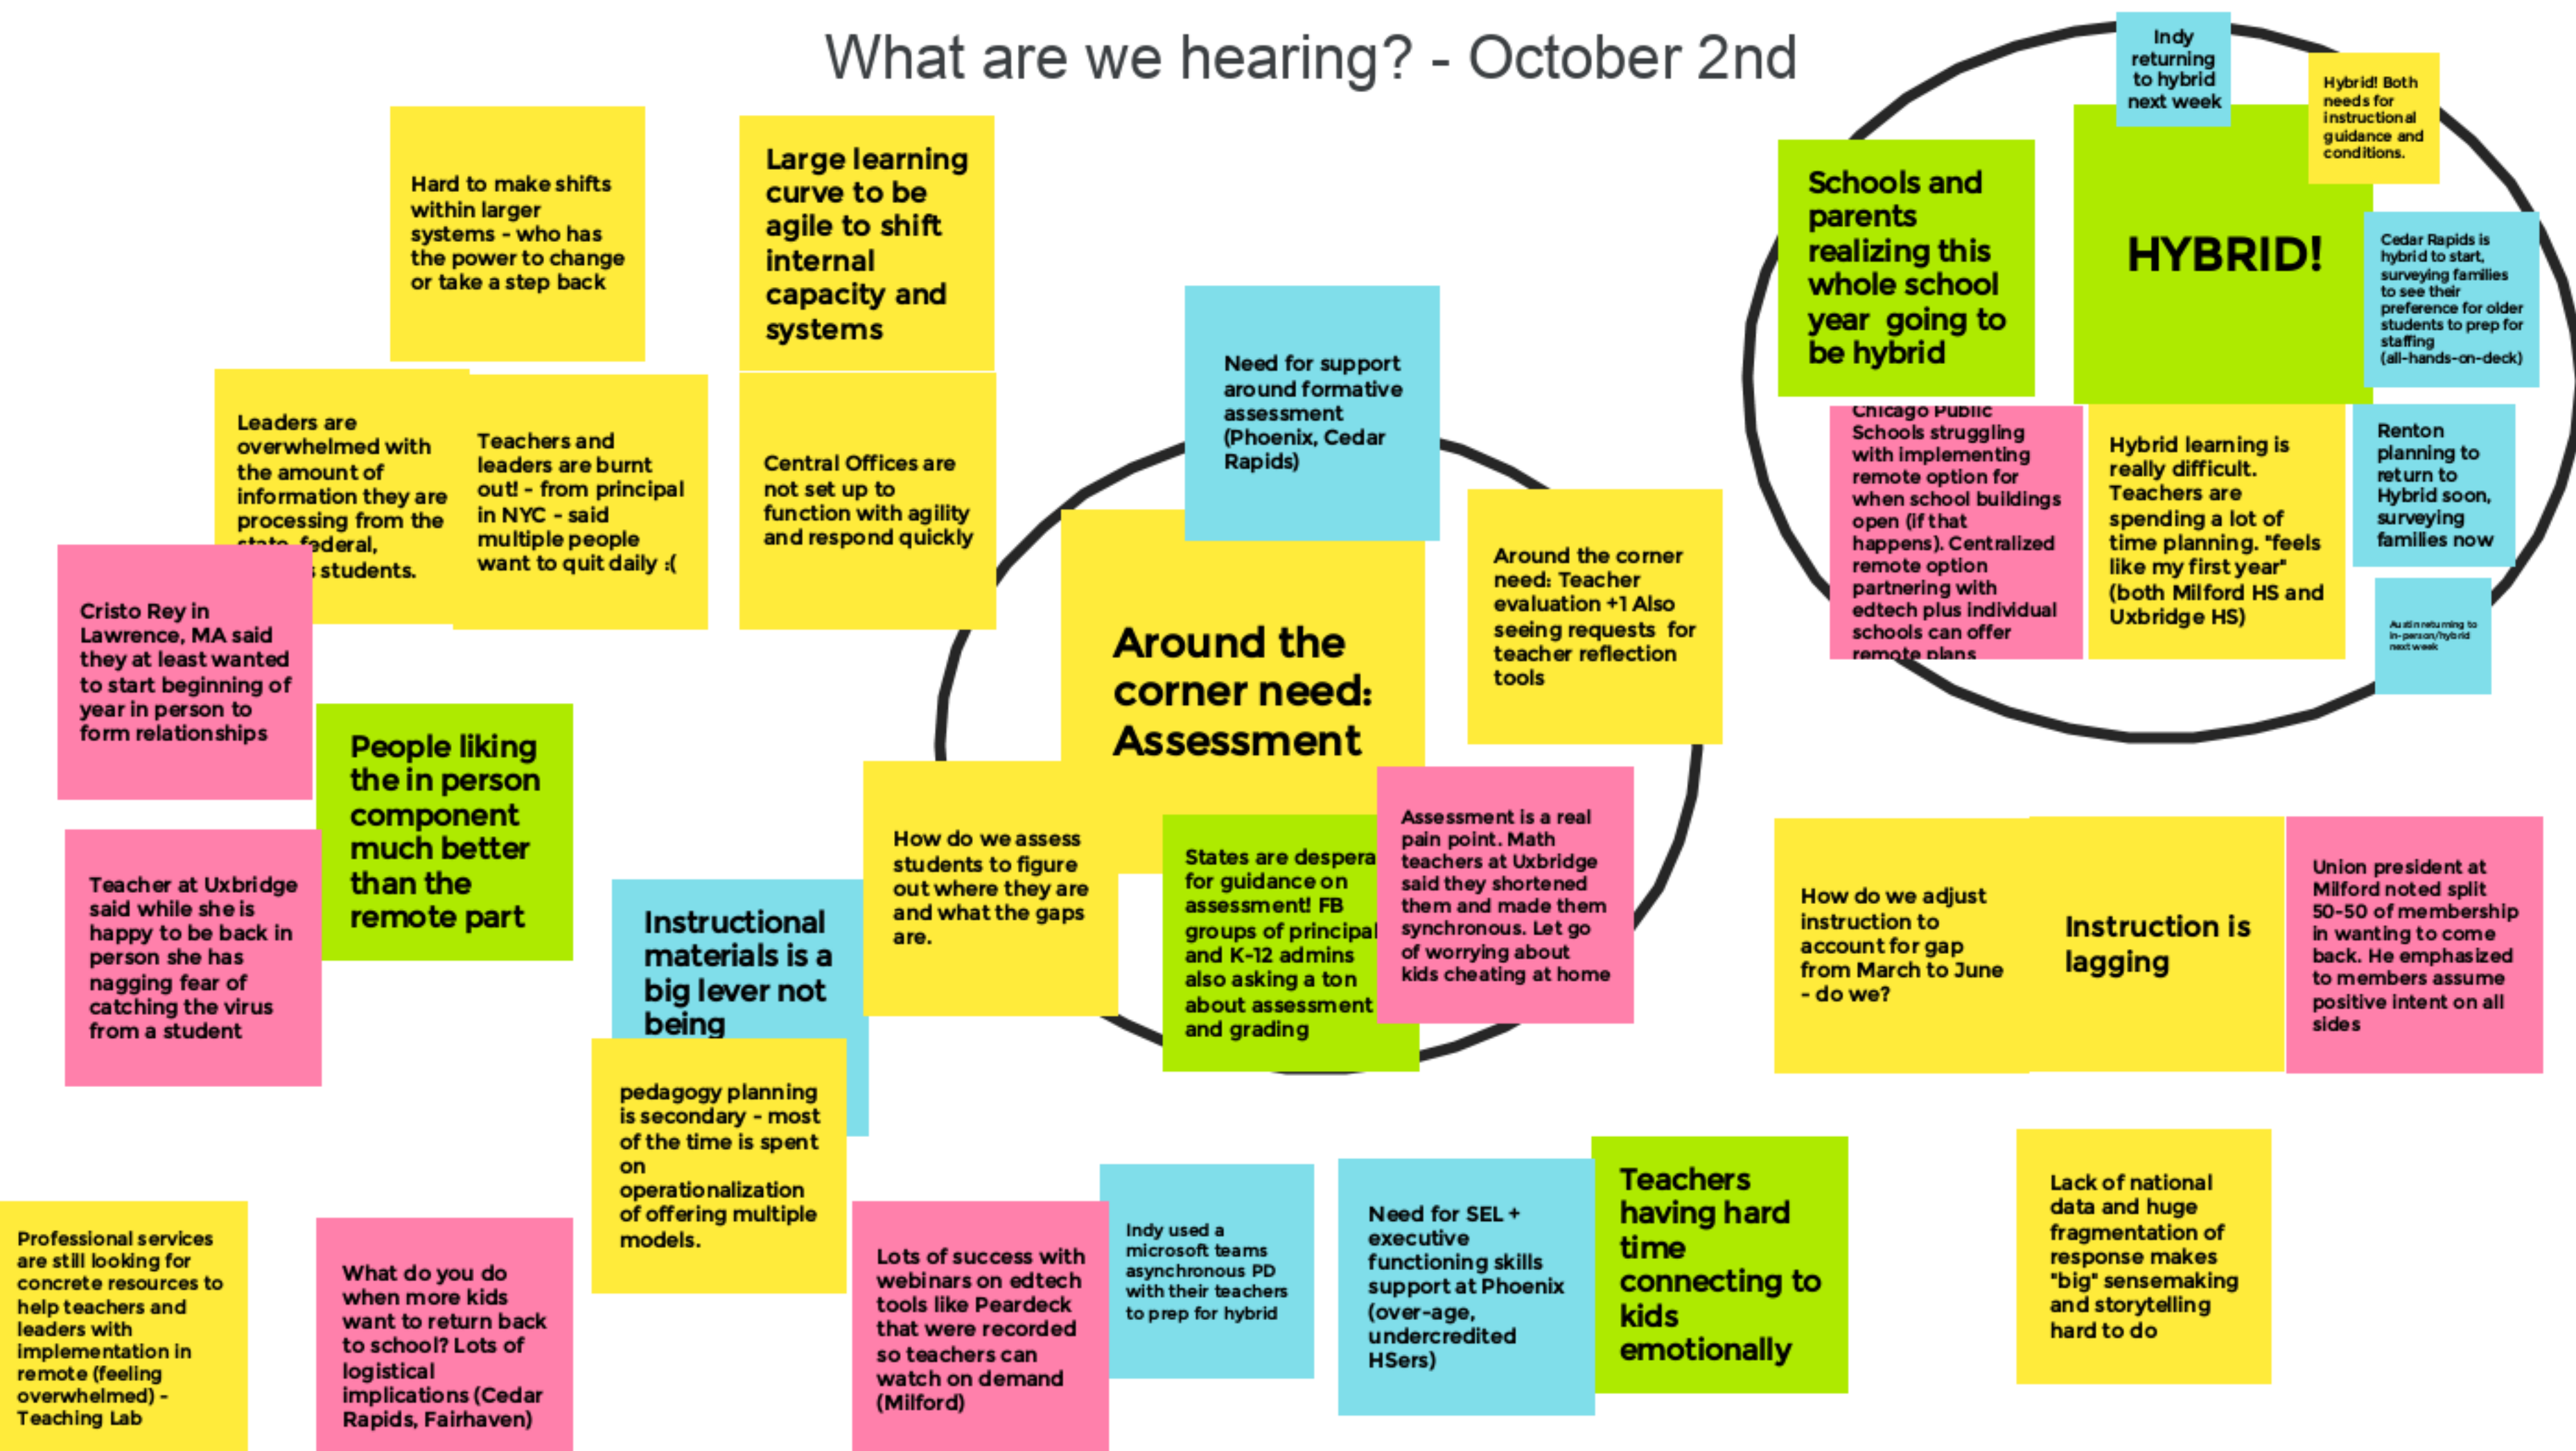 What are we hearing? - October 2nd
Hard to make shifts
within larger
systems - who has
the power to change
or take a step back
Large learning
curve to be
agile to shift
internal
capacity and
systems
Leaders are
overwhelmed with
the amount of
information they are
processing from the
federal,
students.
Teachers and
leaders are burnt
out! - from principal
in NYC - said
multiple people
want to quit daily :(
Central Offices are
not set up to
function with agility
and respond quickly
Cristo Rey in
Lawrence, MA said
they at least wanted
to start beginning of
year in person to
form relationships
People liking
the in person
component
much better
than the
remote part
Teacher at Uxbridge
said while she is
happy to be back in
person she has
nagging fear of
catching the virus
from a student
Need for support
around formative
assessment
(Phoenix, Cedar
Rapids)
Around the
corner need:
Assessment
Around the corner
need: Teacher
evaluation +1 Also
seeing requests for
teacher reflection
tools
How do we assess
students to figure
out where they are
and what the gaps
are.
States are
for guidance on
assessment! FB
groups of
and K-12 admins
also asking a ton
about assessment
and grading
Assessment is a real
pain point. Math
teachers at Uxbridge
said they shortened
them and made them
synchronous. Let go
of worrying about
kids cheating at home
Indy
returning
to hybrid
next week
Hybrid! Both
needs for
instructional
guidance and
conditions.
Schools and
parents
realizing this
whole school
year going to
be hybrid
HYBRID!
Cedar Rapids is
hybrid to start,
surveying families
to see their
preference for older
students to prep for
staffing
(all-hands-on-deck)
Chicago Public
Schools struggling
with implementing
remote option for
when school buildings
open (if that
happens). Centralized
remote option
partnering with
edtech plus individual
schools can offer
remote plans
Hybrid learning is
really difficult.
Teachers are
spending a lot of
time planning. "feels
like my first year"
(both Milford HS and
Uxbridge HS)
Renton
planning to
return to
Hybrid soon,
surveying
families now
Austin returning to
in-person/hybrid
next week
Instructional
materials is a
big lever not
being
pedagogy planning
is secondary - most
of the time is spent
on
operationalization
of offering multiple
models.
How do we adjust
instruction to
account for gap
from March to June
- do we?
Instruction is
lagging
Union president at
Milford noted split
50-50 of membership
in wanting to come
back. He emphasized
to members assume
positive intent on all
sides
Professional services
are still looking for
concrete resources to
help teachers and
leaders with
implementation in
remote (feeling
overwhelmed) -
Teaching Lab
What do you do
when more kids
want to return back
to school? Lots of
logistical
implications (Cedar
Rapids, Fairhaven)
Lots of success with
webinars on edtech
tools like Peardeck
that were recorded
so teachers can
watch on demand
(Milford)
Indy used a
microsoft teams
asynchronous PD
with their teachers
to prep for hybrid
Need for SEL +
executive
functioning skills
support at Phoenix
(over-age,
undercredited
HSers)
Teachers
having hard
time
connecting to
kids
emotionally
Lack of national
data and huge
fragmentation of
response makes
"big" sensemaking
and storytelling
hard to do